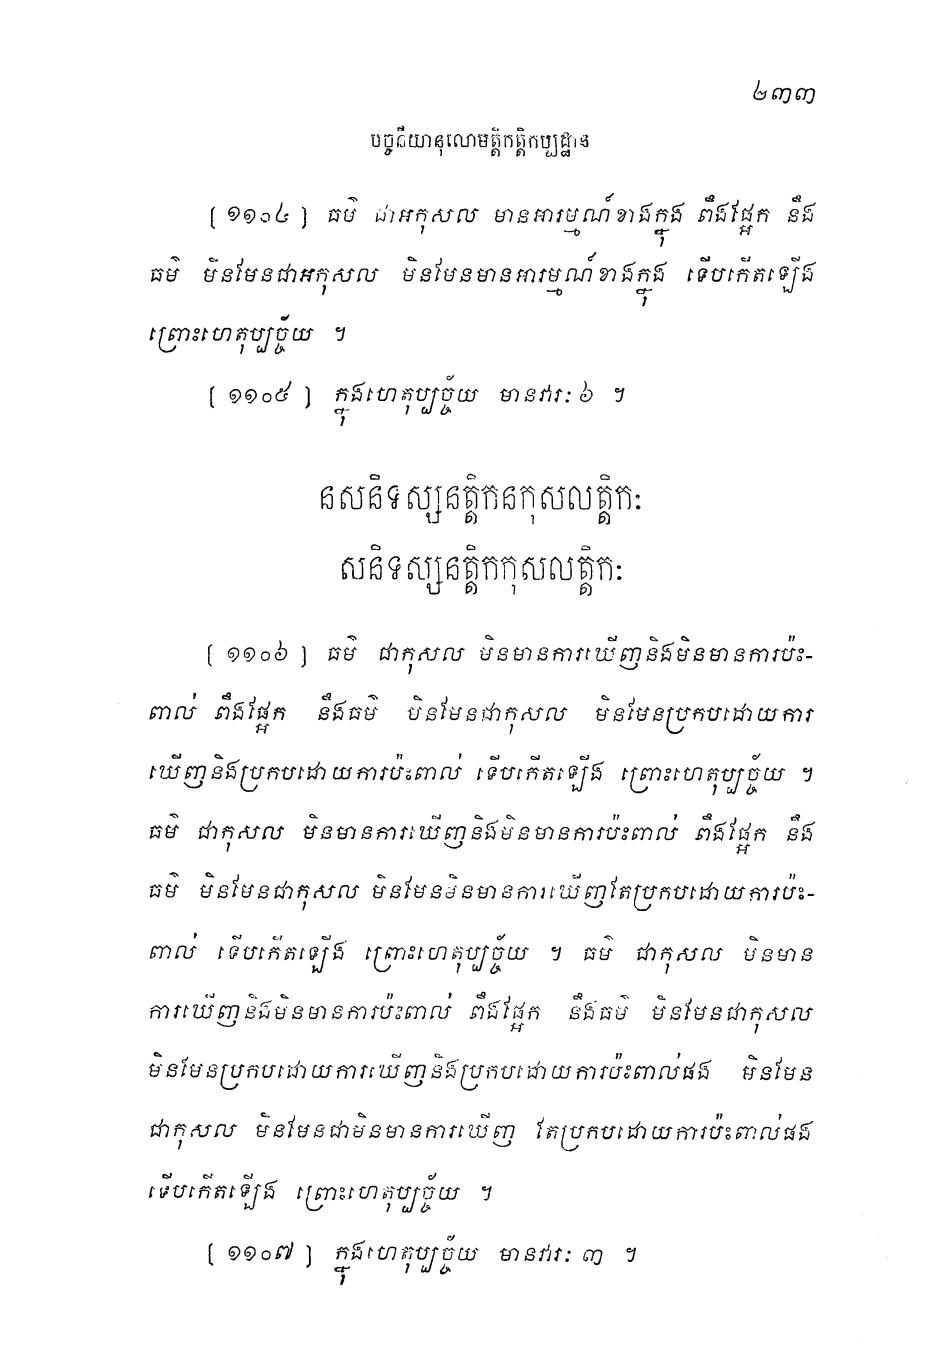 ២៣៣
បច្ចនីយានុលោមត្តិកត្តិកប្បដ្ឋាន
[ ១១០៤ ] ធម៌ ជាអកុសល មានអារម្មណ៍ខាងក្នុង ពឹងផ្អែក នឹង
ធម៌ មិនមែនជាអកុសល មិនមែនមានអារម្មណ៍ខាងក្នុង ទើបកើតឡើង
ព្រោះហេតុប្បច្ច័យ ។
[ ១១០៥ ] ក្នុងហេតុប្បច្ច័យ មានវារៈ ៦ ។
នសនិទស្សនត្តិកនកុសលត្តិកៈ
សនិទស្សនត្តិកកុសលត្តិកៈ
[ ១១០៦ ] ធម៌ ជាកុសល មិនមានការឃើញនិងមិនមានការប៉ះ-
ពាល់ ពឹងផ្អែក នឹងធម៌ មិនមែនជាកុសល មិនមែនប្រកបដោយការ
ឃើញនិងប្រកបដោយការប៉ះពាល់ ទើបកើតឡើង ព្រោះហេតុប្បច្ច័យ ។
ធម៌ ជាកុសល មិនមានការឃើញនិងមិនមានការប៉ះពាល់ ពឹងផ្អែក នឹង
ធម៌ មិនមែនជាកុសល មិនមែនមិនមានការឃើញតែប្រកបដោយការប៉ះ-
ពាល់ ទើបកើតឡើង ព្រោះហេតុប្បច្ច័យ ។ ធម៌ ជាកុសល មិនមាន
ការឃើញនិងមិនមានការប៉ះពាល់ ពឹងផ្អែក នឹងធម៌ មិនមែនជាកុសល
មិនមែនប្រកបដោយការឃើញនិងប្រកបដោយការប៉ះពាល់ផង មិនមែន
ជាកុសល មិនមែនជាមិនមានការឃើញ តែប្រកបដោយការប៉ះពាល់ផង
ទើបកើតឡើង ព្រោះហេតុប្បច្ច័យ ។
[ ១១០៧ ] ក្នុងហេតុប្បច្ច័យ មានវារៈ ៣ ។